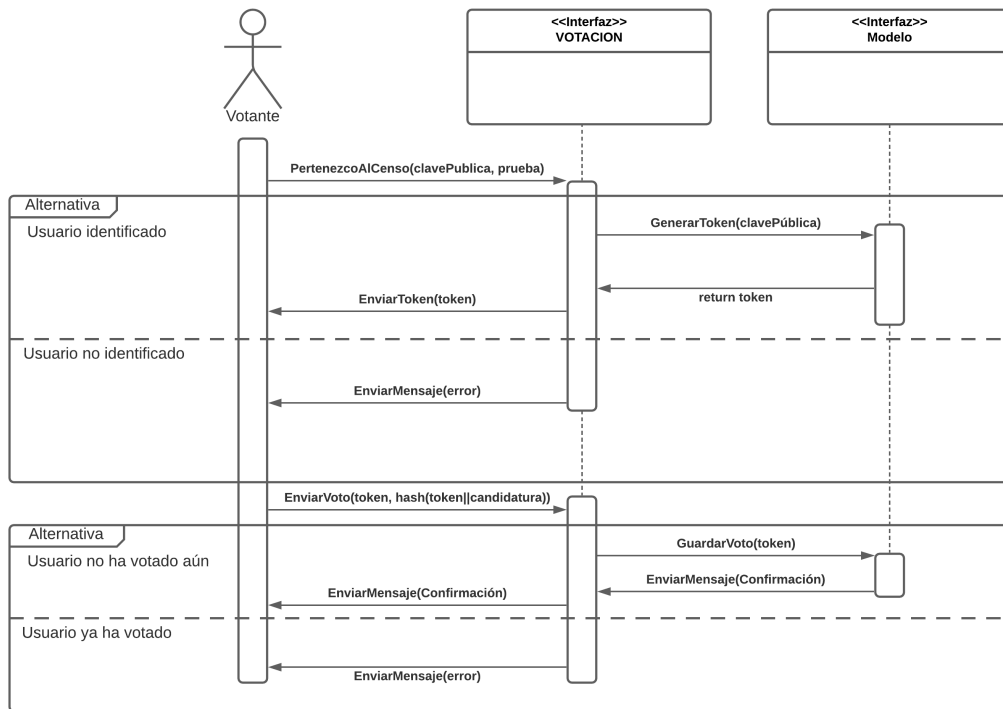 <<Interfaz>>
VOTACION
<<Interfaz>>
Modelo
Votante
PertenezcoAlCenso(clavePublica, prueba)
Alternativa
Usuario identificado
GenerarToken(clavePública)
return token
EnviarToken(token)
Usuario no identificado
EnviarMensaje(error)
EnviarVoto(token, hash(token||candidatura))
Alternativa
Usuario no ha votado aún
GuardarVoto(token)
EnviarMensaje(Confirmación)
EnviarMensaje(Confirmación)
Usuario ya ha votado
EnviarMensaje(error)